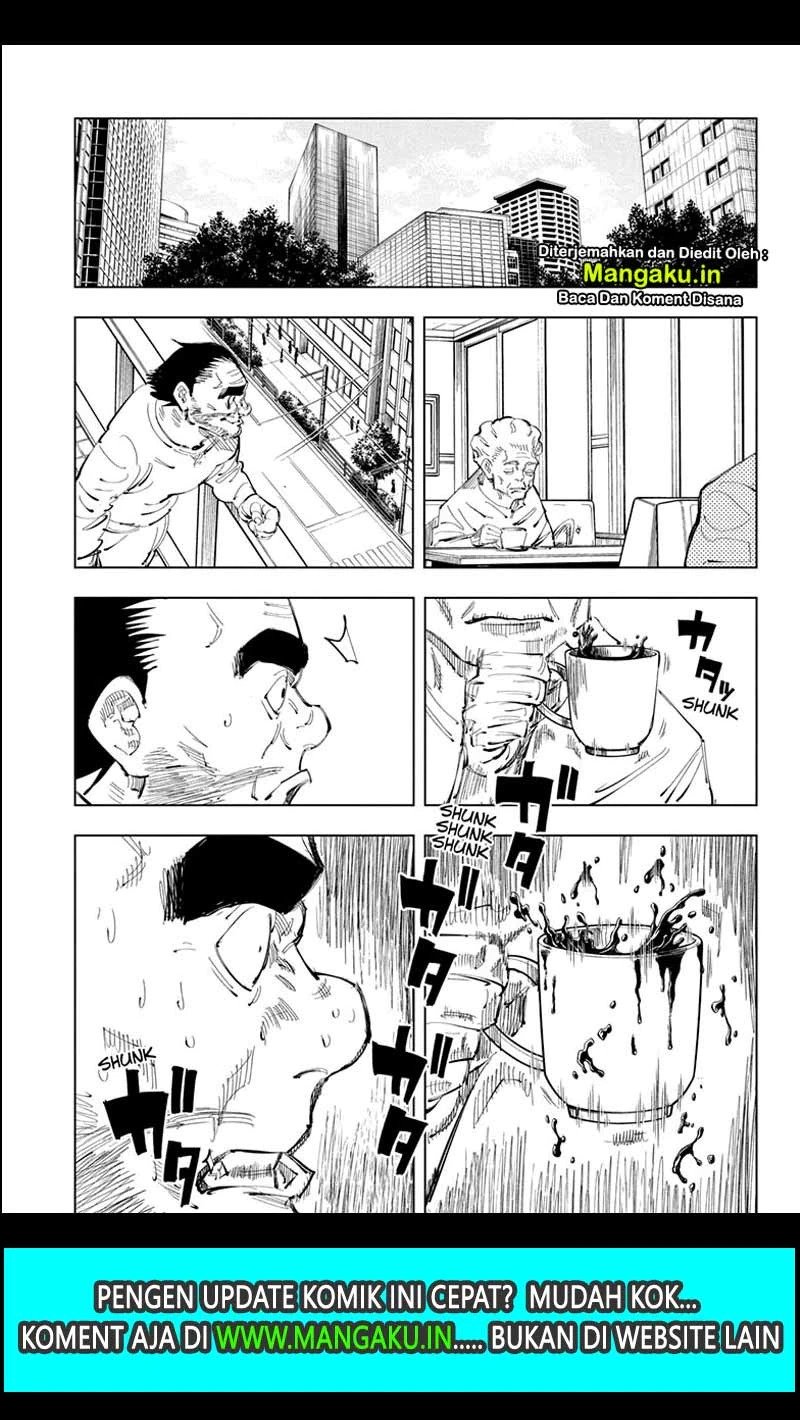 Diterjemahkan dan Diedit Oleh :
Mangaku.in
Baca Dan Koment Disana
カタッ
SHUNK
SHUNK
SHUNK
SHUNK
ガタ
ガタ
ガタ
SHUNK
ガタ
PENGEN UPDATE KOMIK INI CEPAT? MUDAH KOK...
KOMENT AJA DI WWW.MANGAKU.IN..... BUKAN DI WEBSITE LAIN